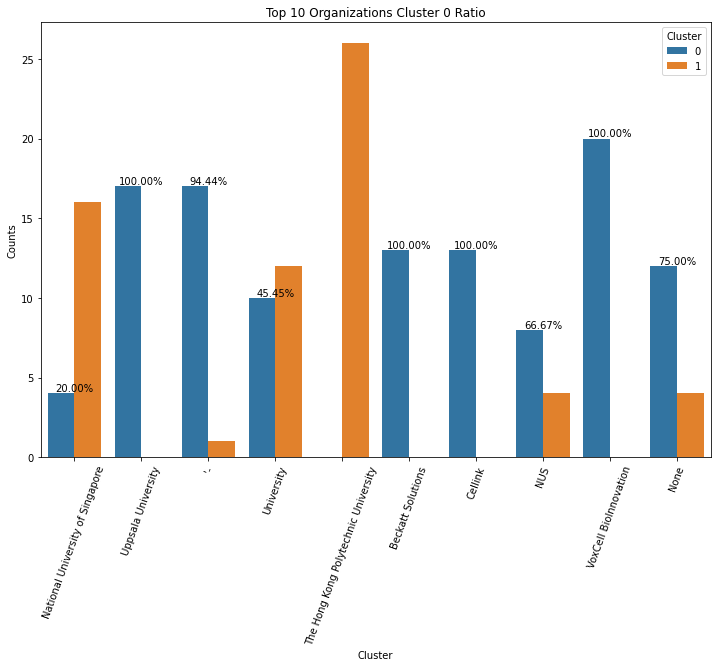 Top 10 Organizations Cluster 0 Ratio
Cluster
0
1
Counts
25
20
15
10
5
0
20.00%
100.00%
94.44%
45.45%
100.00%
100.00%
66.67%
100.00%
75.00%
National University of Singapore
Uppsala University
'-
University
The Hong Kong Polytechnic University
Beckatt Solutions
Cellink
NUS
VoxCell BioInnovation
None
Cluster